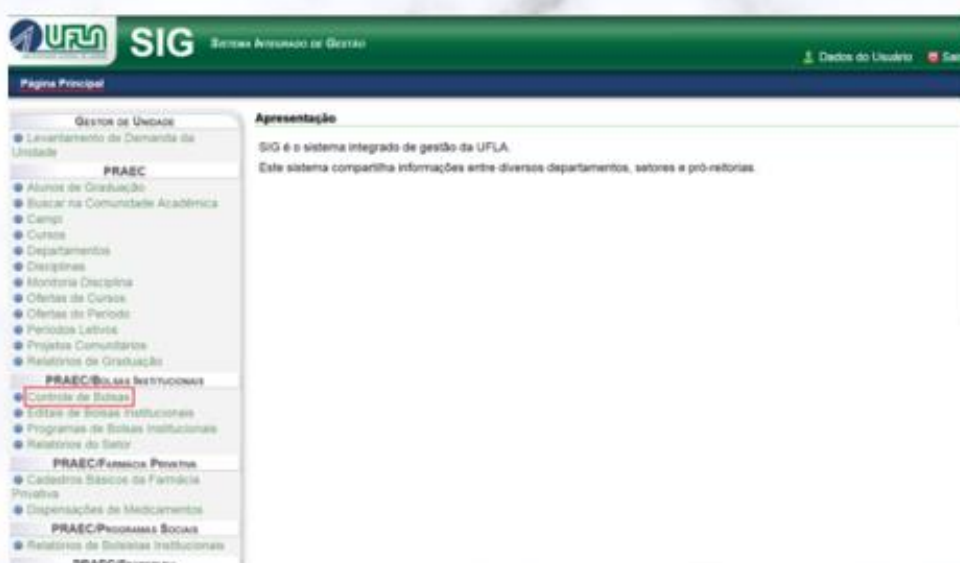 UFLA
SIG Sistema Integrado de Gestão
Dados do Usuário
Página Principal
Gestor de Unidade
Levantamento de Demanda da
Unidade
PRAEC
Alunos de Graduação
Buscar na Comunidade Acadêmica
Campi
Cursos
Departamentos
Disciplinas
Monitoria Disciplina
Ofertas de Cursos
Ofertas do Período
Períodos Letivos
Projetos Comunitários
Relatórios de Graduação
PRAEC/Bolsas Institucionais
Controle de Bolsas
Editais de Bolsas Institucionais
Programas de Bolsas Institucionais
Relatórios do Setor
PRAEC/Farmácia Privativa
Cadastros Básicos da Farmácia
Privativa
Dispensações de Medicamentos
PRAEC/Programas Sociais
Relatórios de Bolsistas Institucionais
Apresentação
SIG é o sistema integrado de gestão da UFLA.
Este sistema compartilha informações entre diversos departamentos, setores e pró-reitorias.